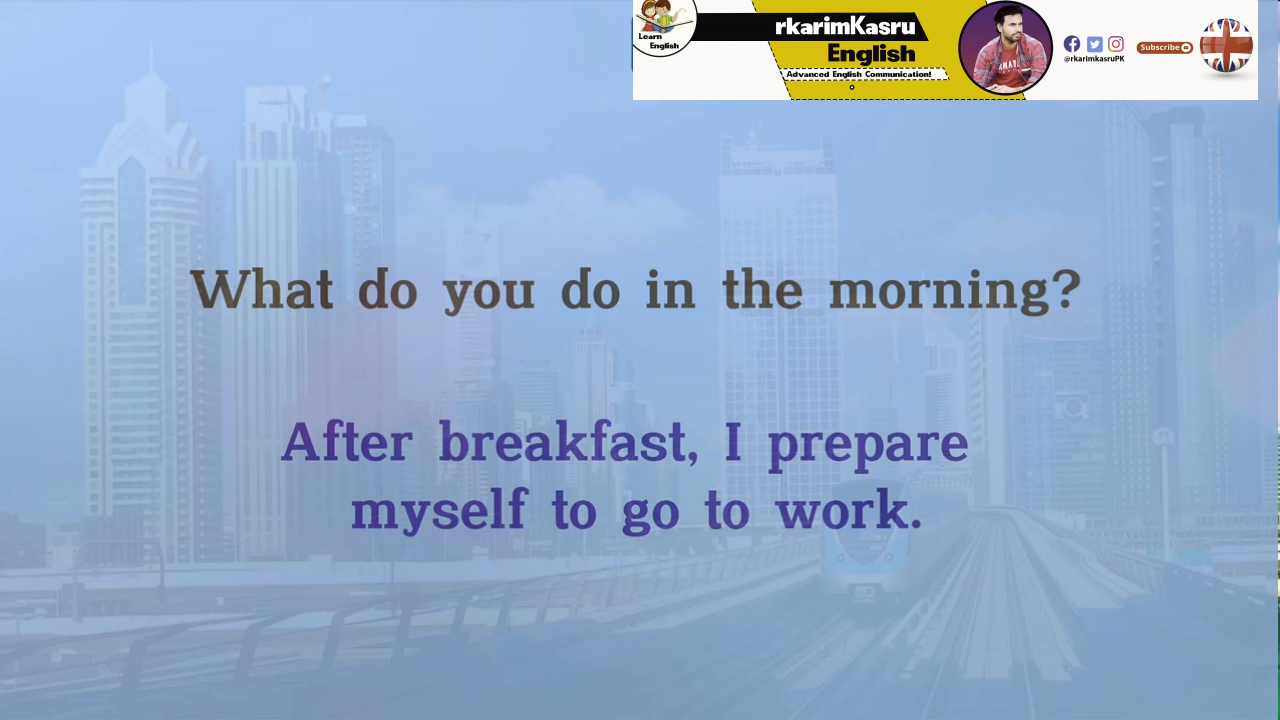 Learn
English
rkarimKasru
English
Advanced English Communication!
@rkarimkasruPK
Subscribe
What do you do in the morning?
After breakfast, I prepare
myself to go to work.